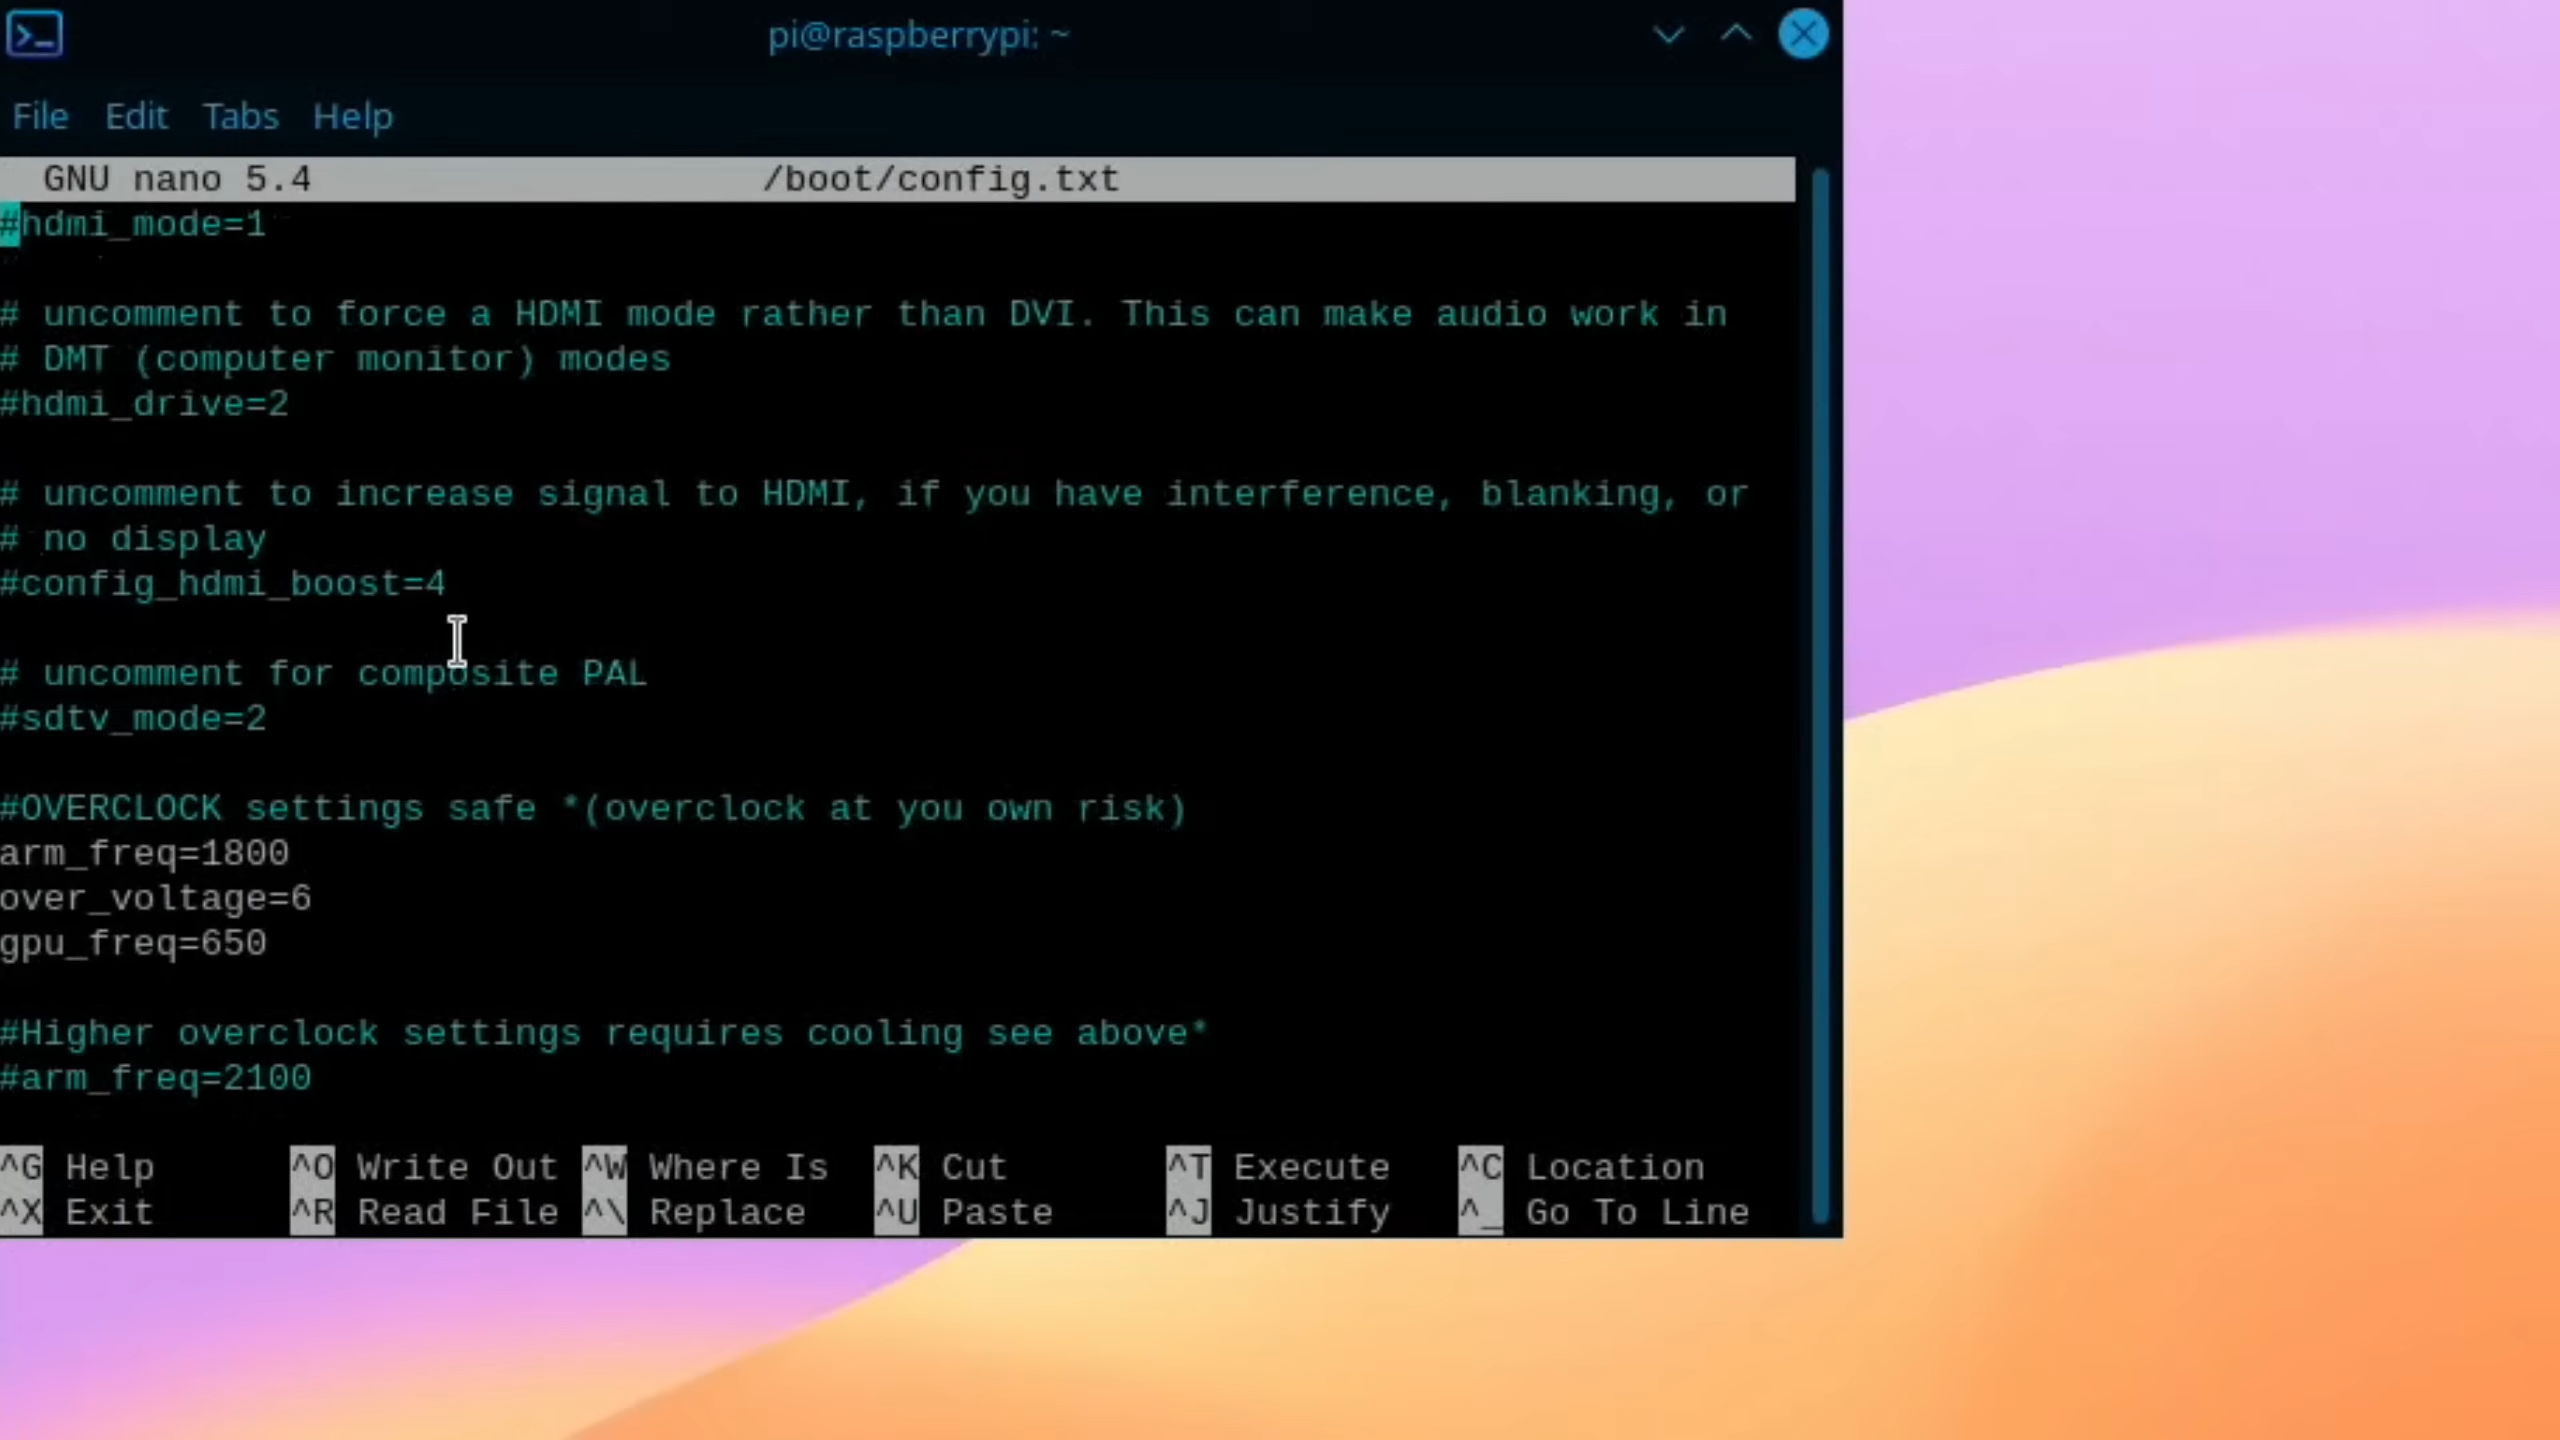 pi@raspberrypi: ~
File Edit Tabs Help
GNU nano 5.4 /boot/config.txt
#hdmi_mode=1
# uncomment to force a HDMI mode rather than DVI. This can make audio work in
# DMT (computer monitor) modes
#hdmi_drive=2
# uncomment to increase signal to HDMI, if you have interference, blanking, or
# no display
#config_hdmi_boost=4
# uncomment for composite PAL
#sdtv_mode=2
#OVERCLOCK settings safe *(overclock at you own risk)
arm_freq=1800
over_voltage=6
gpu_freq=650
#Higher overclock settings requires cooling see above*
#arm_freq=2100
^G Help ^O Write Out ^W Where Is ^K Cut ^T Execute ^C Location
^X Exit ^R Read File ^\ Replace ^U Paste ^J Justify ^_ Go To Line